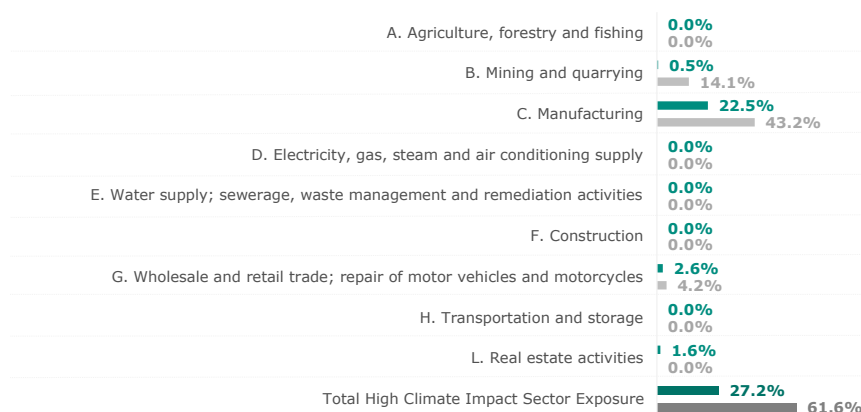 A. Agriculture, forestry and fishing
0.0%
0.0%
B. Mining and quarrying
0.5%
14.1%
C. Manufacturing
22.5%
43.2%
D. Electricity, gas, steam and air conditioning supply
0.0%
0.0%
E. Water supply; sewerage, waste management and remediation activities
0.0%
0.0%
F. Construction
0.0%
0.0%
G. Wholesale and retail trade; repair of motor vehicles and motorcycles
2.6%
4.2%
H. Transportation and storage
0.0%
0.0%
L. Real estate activities
1.6%
0.0%
Total High Climate Impact Sector Exposure
27.2%
61.6%